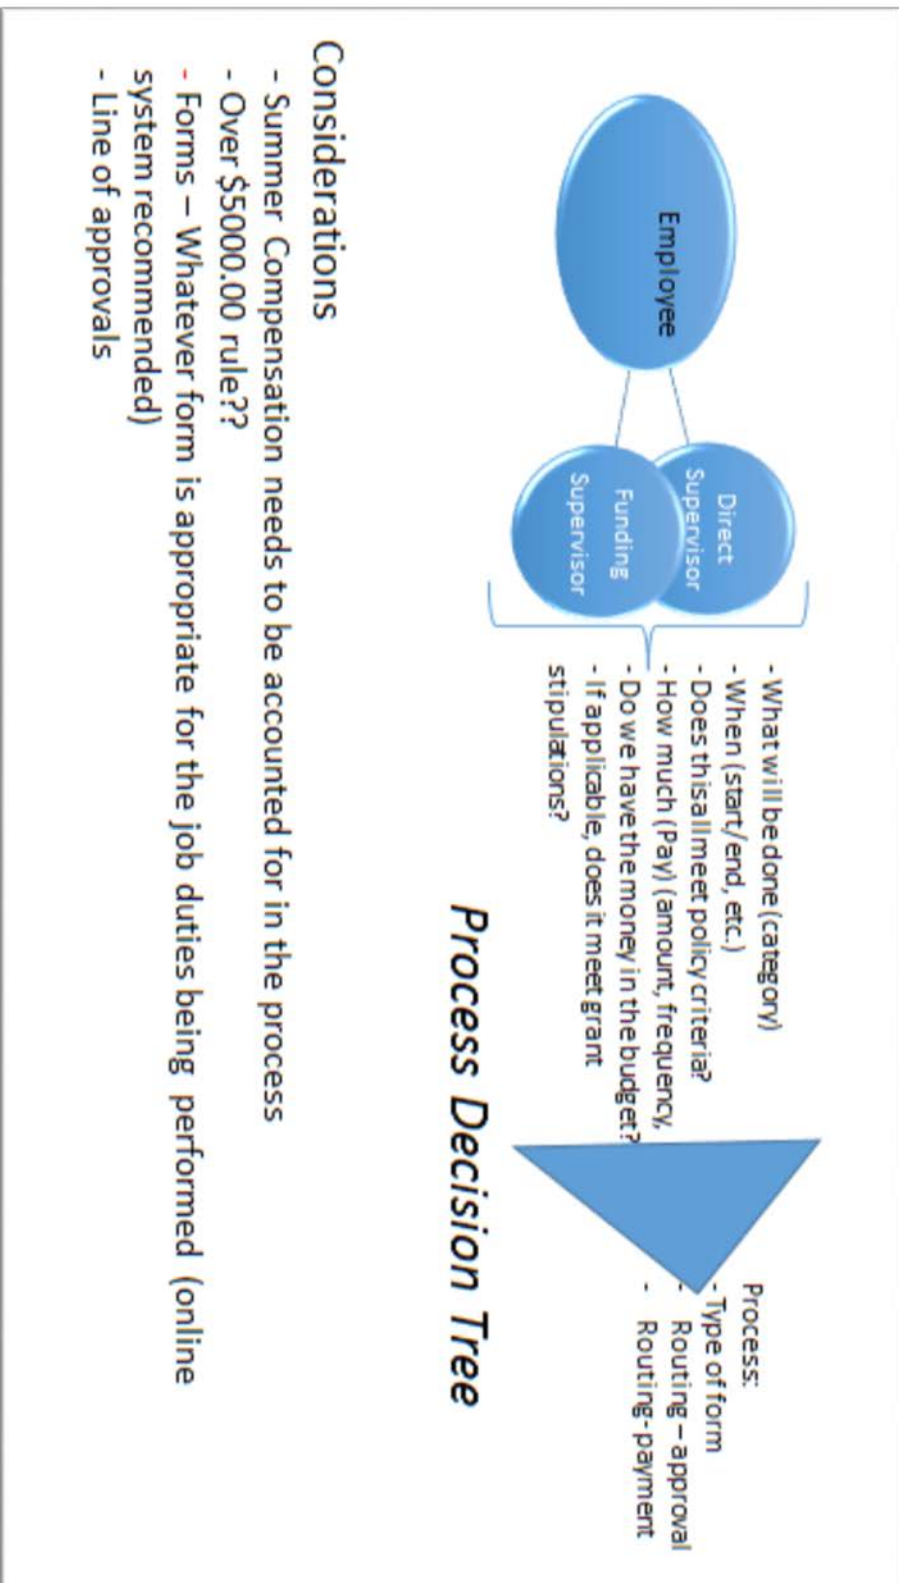 Employee
Direct
Supervisor
Funding
Supervisor
- What will be done (category)
- When (start/end, etc.)
- Does this all meet policy criteria?
- How much (Pay) (amount, frequency,
- Do we have the money in the budget?
- If applicable, does it meet grant
stipulations?
Process:
- Type of form
- Routing – approval
- Routing-payment
Process Decision Tree
Considerations
- Summer Compensation needs to be accounted for in the process
- Over $5000.00 rule??
- Forms – Whatever form is appropriate for the job duties being performed (online
system recommended)
- Line of approvals